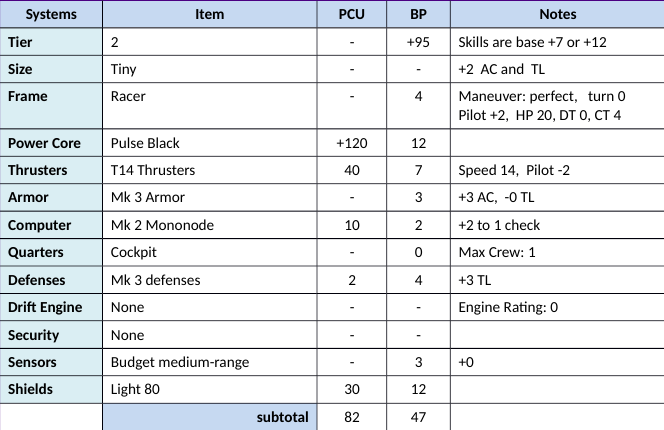 Systems Item PCU BP Notes
Tier 2 - +95 Skills are base +7 or +12
Size Tiny - - +2 AC and TL
Frame Racer - 4 Maneuver: perfect, turn 0
Pilot +2, HP 20, DT 0, CT 4
Power Core Pulse Black +120 12
Thrusters T14 Thrusters 40 7 Speed 14, Pilot -2
Armor Mk 3 Armor - 3 +3 AC, -0 TL
Computer Mk 2 Mononode 10 2 +2 to 1 check
Quarters Cockpit - 0 Max Crew: 1
Defenses Mk 3 defenses 2 4 +3 TL
Drift Engine None - - Engine Rating: 0
Security None - -
Sensors Budget medium-range - 3 +0
Shields Light 80 30 12
subtotal 82 47